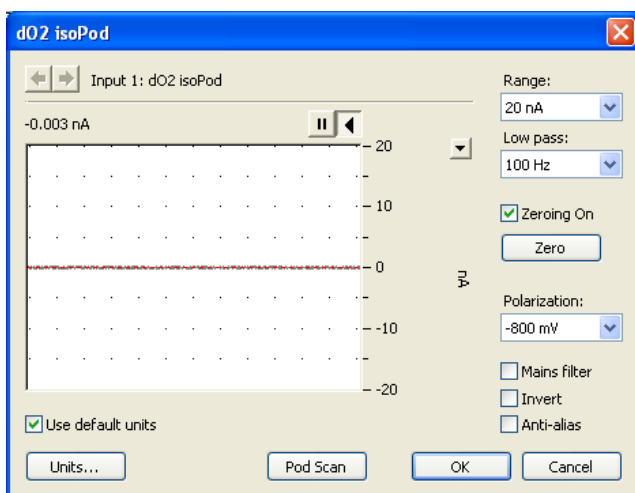 dO2 isoPod
Input 1: dO2 isoPod
-0.003 nA
20
10
0
-10
-20
nA
Range:
20 nA
Low pass:
100 Hz
Zeroing On
Zero
Polarization:
-800 mV
Mains filter
Invert
Anti-alias
Use default units
Units...
Pod Scan
OK
Cancel